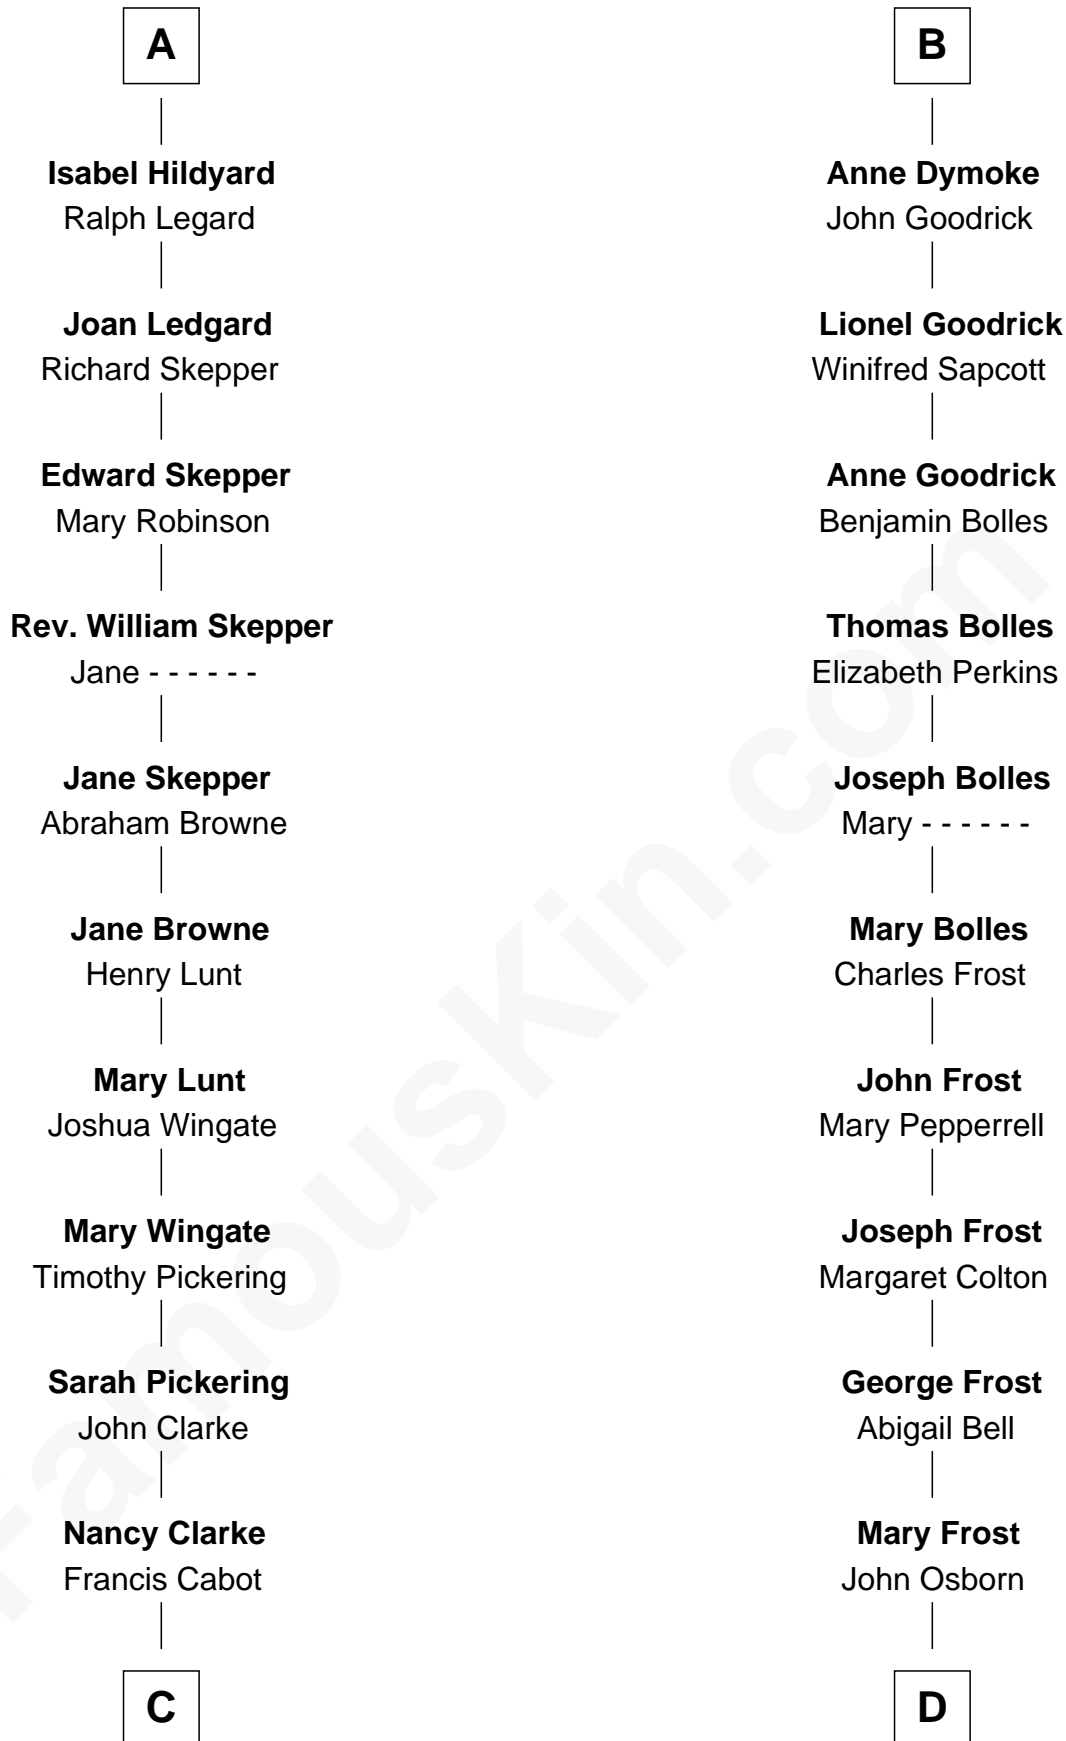 A
Isabel Hildyard
Ralph Legard
Joan Ledgard
Richard Skepper
Edward Skepper
Mary Robinson
Rev. William Skepper
Jane - - - - - -
Jane Skepper
Abraham Browne
Jane Browne
Henry Lunt
Mary Lunt
Joshua Wingate
Mary Wingate
Timothy Pickering
Sarah Pickering
John Clarke
Nancy Clarke
Francis Cabot
C
B
Anne Dymoke
John Goodrick
Lionel Goodrick
Winifred Sapcott
Anne Goodrick
Benjamin Bolles
Thomas Bolles
Elizabeth Perkins
Joseph Bolles
Mary - - - - - -
Mary Bolles
Charles Frost
John Frost
Mary Pepperrell
Joseph Frost
Margaret Colton
George Frost
Abigail Bell
Mary Frost
John Osborn
D
FamousKin.com